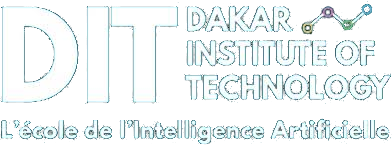 DIT
DAKAR
INSTITUTE OF
TECHNOLOGY
L'école de l'Intelligence Artificielle